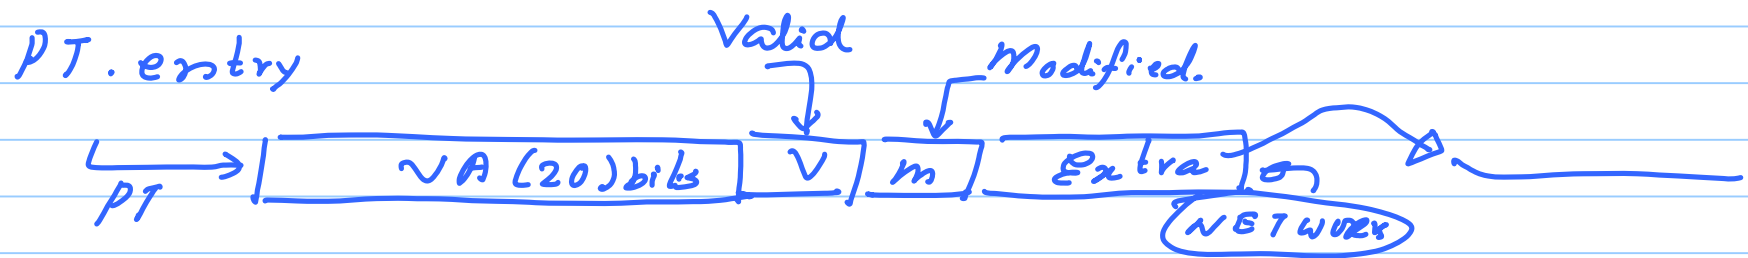 Valid
PT. entry
Modified.
VA (20) bits V m Extra
PT
NETWORK